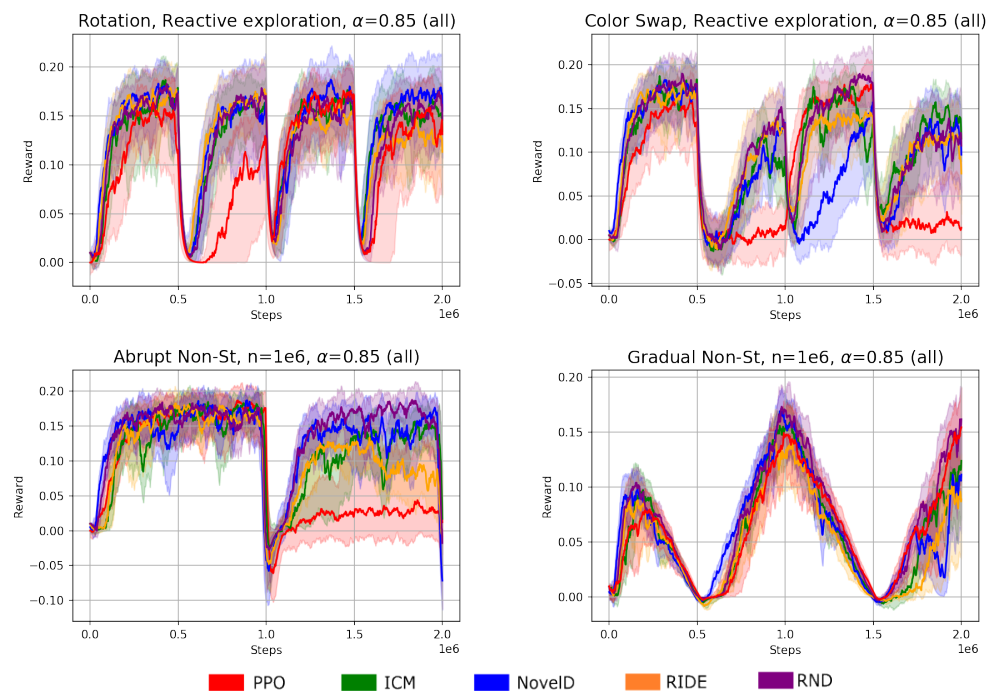 Rotation, Reactive exploration, α=0.85 (all)
Reward
0.20
0.15
0.10
0.05
0.00
0.0 0.5 1.0 1.5 2.0
Steps 1e6
Color Swap, Reactive exploration, α=0.85 (all)
Reward
0.20
0.15
0.10
0.05
0.00
−0.05
0.0 0.5 1.0 1.5 2.0
Steps 1e6
Abrupt Non-St, n=1e6, α=0.85 (all)
Reward
0.20
0.15
0.10
0.05
0.00
−0.05
−0.10
0.0 0.5 1.0 1.5 2.0
Steps 1e6
Gradual Non-St, n=1e6, α=0.85 (all)
Reward
0.20
0.15
0.10
0.05
0.00
0.0 0.5 1.0 1.5 2.0
Steps 1e6
PPO ICM NovelD RIDE RND